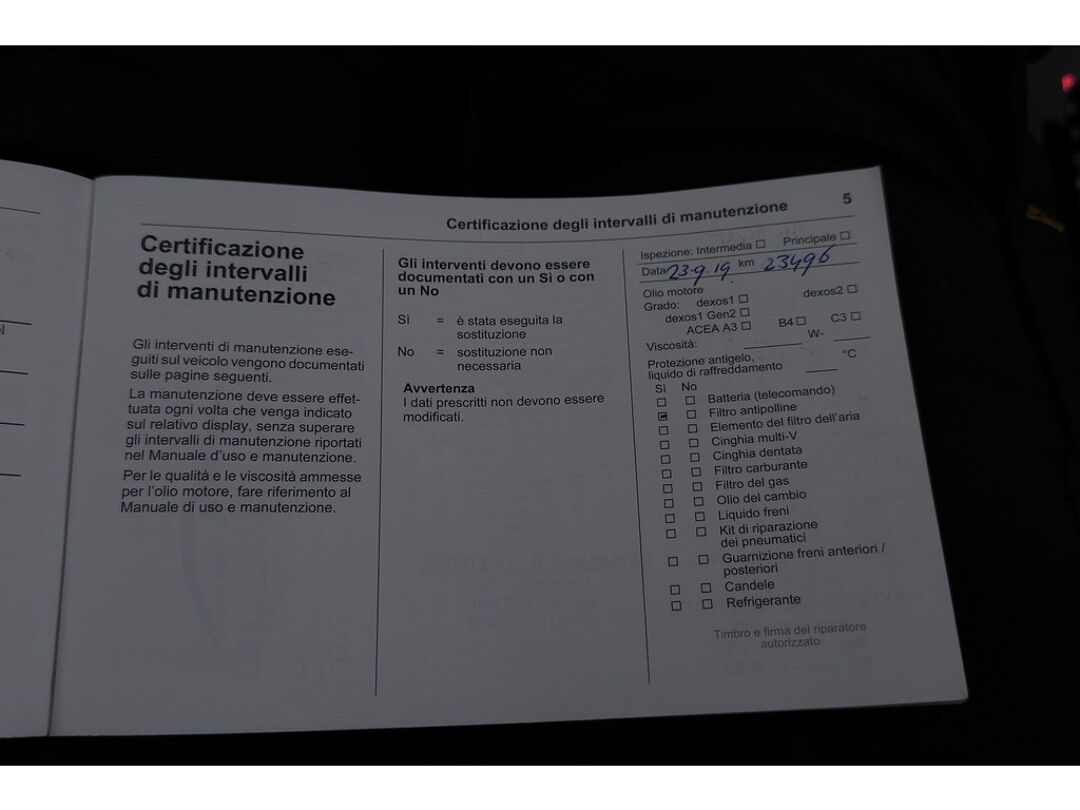 Certificazione degli intervalli di manutenzione 5
Certificazione
degli intervalli
di manutenzione
Gli interventi di manutenzione ese-
guiti sul veicolo vengono documentati
sulle pagine seguenti.
La manutenzione deve essere effet-
tuata ogni volta che venga indicato
sul relativo display, senza superare
gli intervalli di manutenzione riportati
nel Manuale d'uso e manutenzione.
Per le qualità e le viscosità ammesse
per l'olio motore, fare riferimento al
Manuale di uso e manutenzione.
Gli interventi devono essere
documentati con un Sì o con
un No
Sì = è stata eseguita la
sostituzione
No = sostituzione non
necessaria
Avvertenza
I dati prescritti non devono essere
modificati.
Ispezione: Intermedia ☐ Principale ☐
Data 23.9.19 km 23496
Olio motore
Grado: dexos1 ☐ dexos2 ☐
dexos1 Gen2 ☐
ACEA A3 ☐ B4 ☐ C3 ☐
Viscosità: W-
Protezione antigelo,
liquido di raffreddamento °C
Sì No
Batteria (telecomando)
Filtro antipolline
Elemento del filtro dell'aria
Cinghia multi-V
Cinghia dentata
Filtro carburante
Filtro del gas
Olio del cambio
Liquido freni
Kit di riparazione
dei pneumatici
Guarnizione freni anteriori /
posteriori
Candele
Refrigerante
Timbro e firma del riparatore
autorizzato